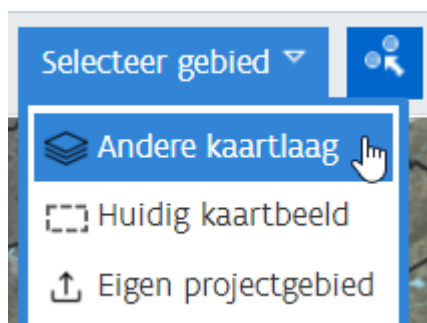 Selecteer gebied
Andere kaartlaag
Huidig kaartbeeld
Eigen projectgebied